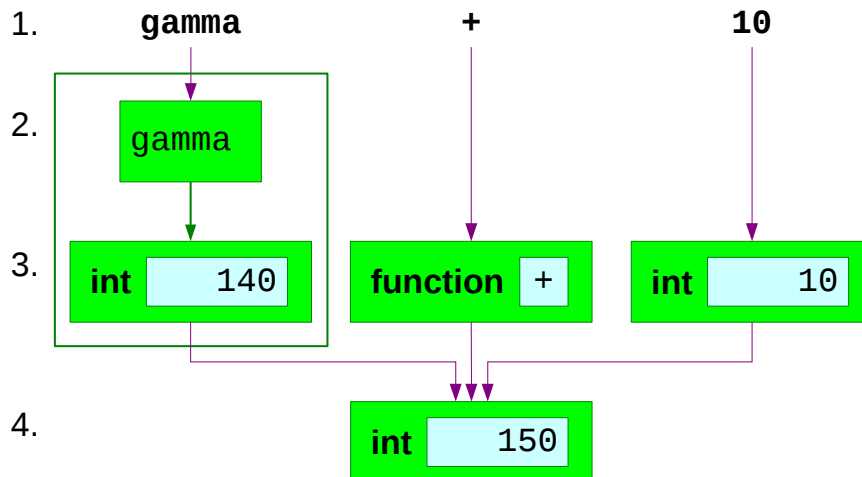 1. gamma + 10
2. gamma
3. int 140 function + int 10
4. int 150